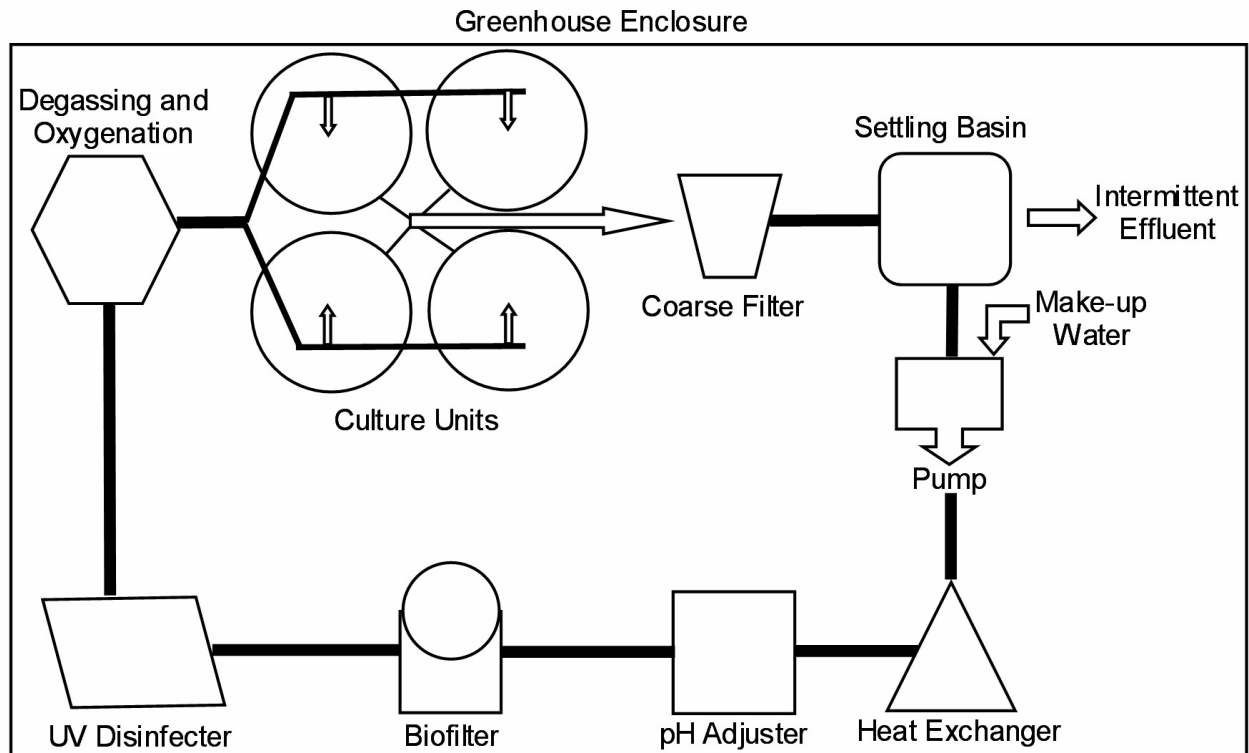 Greenhouse Enclosure
Degassing and
Oxygenation
Settling Basin
Intermittent
Effluent
Coarse Filter
Make-up
Water
Culture Units
Pump
UV Disinfecter
Biofilter
pH Adjuster
Heat Exchanger